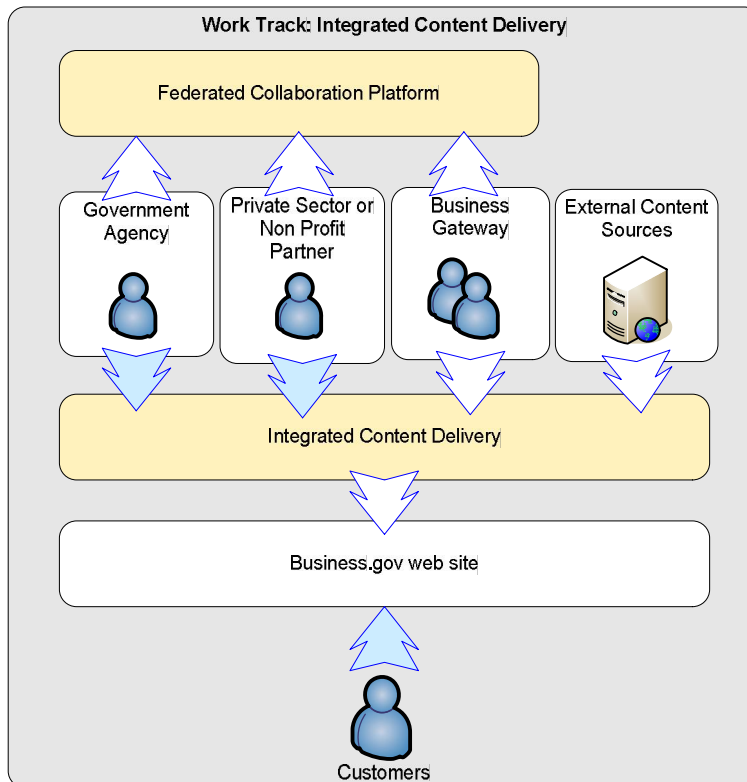 Work Track: Integrated Content Delivery
Federated Collaboration Platform
Government
Agency
Private Sector or
Non Profit
Partner
Business
Gateway
External Content
Sources
Integrated Content Delivery
Business.gov web site
Customers